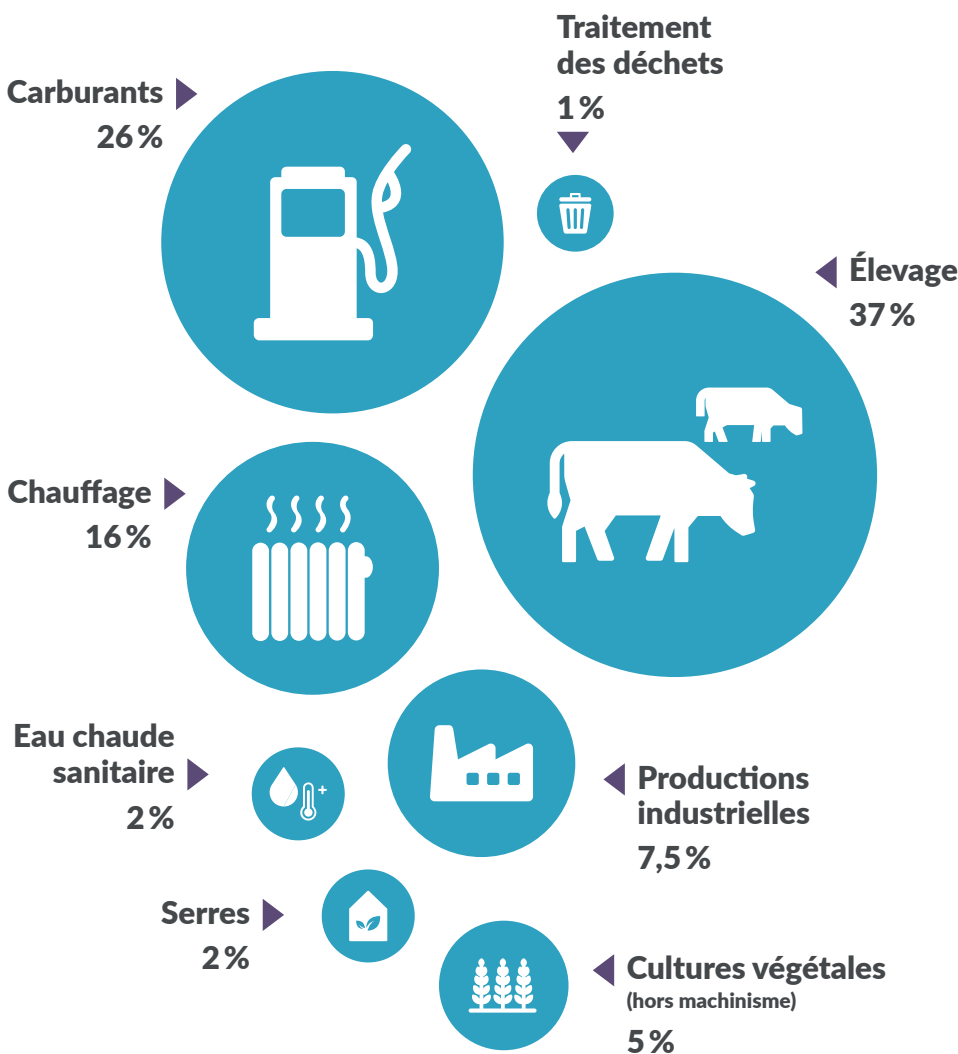 Traitement
des déchets
1 %
Carburants
26 %
Élevage
37 %
Chauffage
16 %
Eau chaude
sanitaire
2 %
Productions
industrielles
7,5 %
Serres
2 %
Cultures végétales
(hors machinisme)
5 %